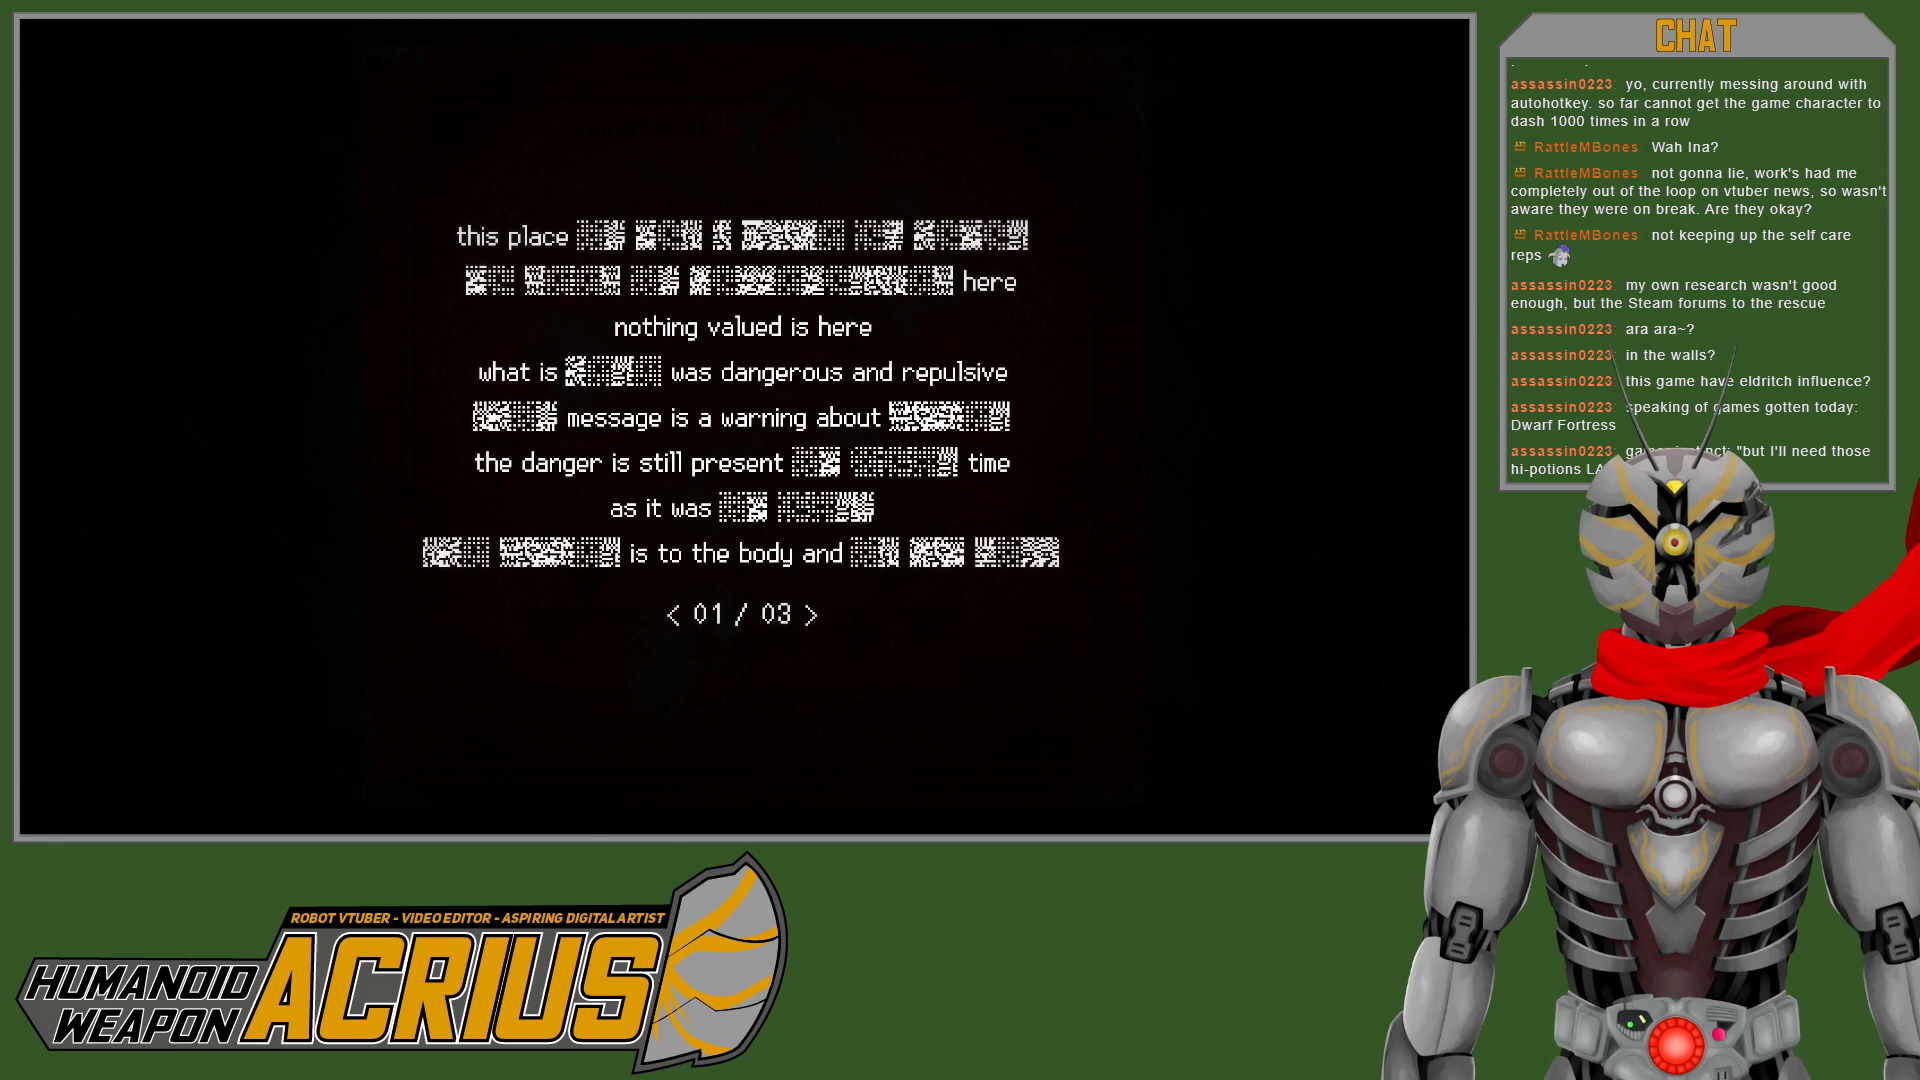 this place
here
nothing valued is here
what is was dangerous and repulsive
message is a warning about
the danger is still present time
as it was
is to the body and
< 01 / 03 >
CHAT
assassin0223: yo, currently messing around with
autohotkey. so far cannot get the game character to
dash 1000 times in a row
RattleMBones: Wah Ina?
RattleMBones: not gonna lie, work's had me
completely out of the loop on vtuber news, so wasn't
aware they were on break. Are they okay?
RattleMBones: not keeping up the self care
reps
assassin0223: my own research wasn't good
enough, but the Steam forums to the rescue
assassin0223: ara ara~?
assassin0223: in the walls?
assassin0223: this game have eldritch influence?
assassin0223: speaking of games gotten today:
Dwarf Fortress
assassin0223: "but I'll need those
hi-potions
ROBOT VTUBER - VIDEO EDITOR - ASPIRING DIGITAL ARTIST
HUMANOID
WEAPON
ACRIUS